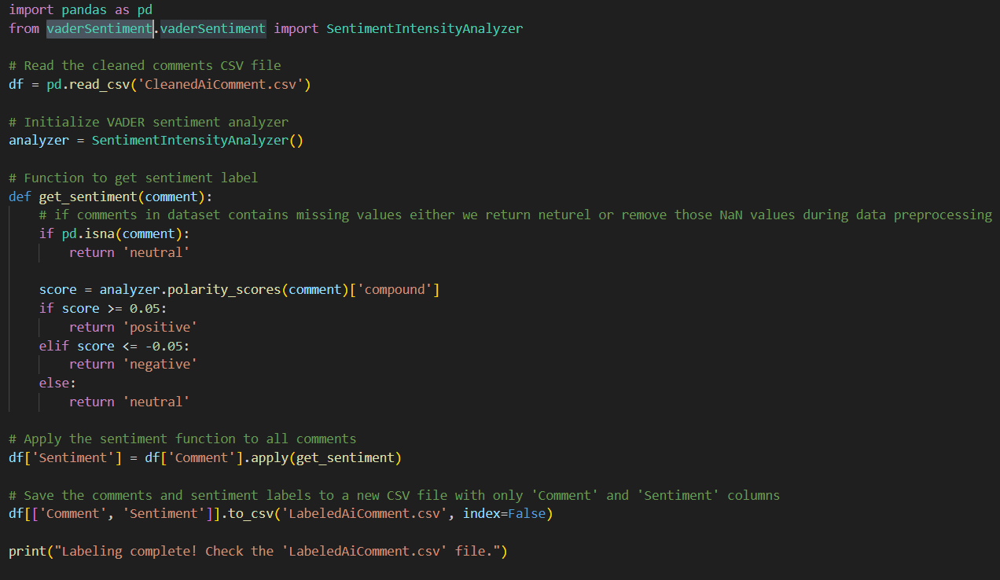 import pandas as pd
from vaderSentiment.vaderSentiment import SentimentIntensityAnalyzer
# Read the cleaned comments CSV file
df = pd.read_csv('CleanedAiComment.csv')
# Initialize VADER sentiment analyzer
analyzer = SentimentIntensityAnalyzer()
# Function to get sentiment label
def get_sentiment(comment):
# if comments in dataset contains missing values either we return neturel or remove those NaN values during data preprocessing
if pd.isna(comment):
return 'neutral'
score = analyzer.polarity_scores(comment)['compound']
if score >= 0.05:
return 'positive'
elif score <= -0.05:
return 'negative'
else:
return 'neutral'
# Apply the sentiment function to all comments
df['Sentiment'] = df['Comment'].apply(get_sentiment)
# Save the comments and sentiment labels to a new CSV file with only 'Comment' and 'Sentiment' columns
df[['Comment', 'Sentiment']].to_csv('LabeledAiComment.csv', index=False)
print("Labeling complete! Check the 'LabeledAiComment.csv' file.")